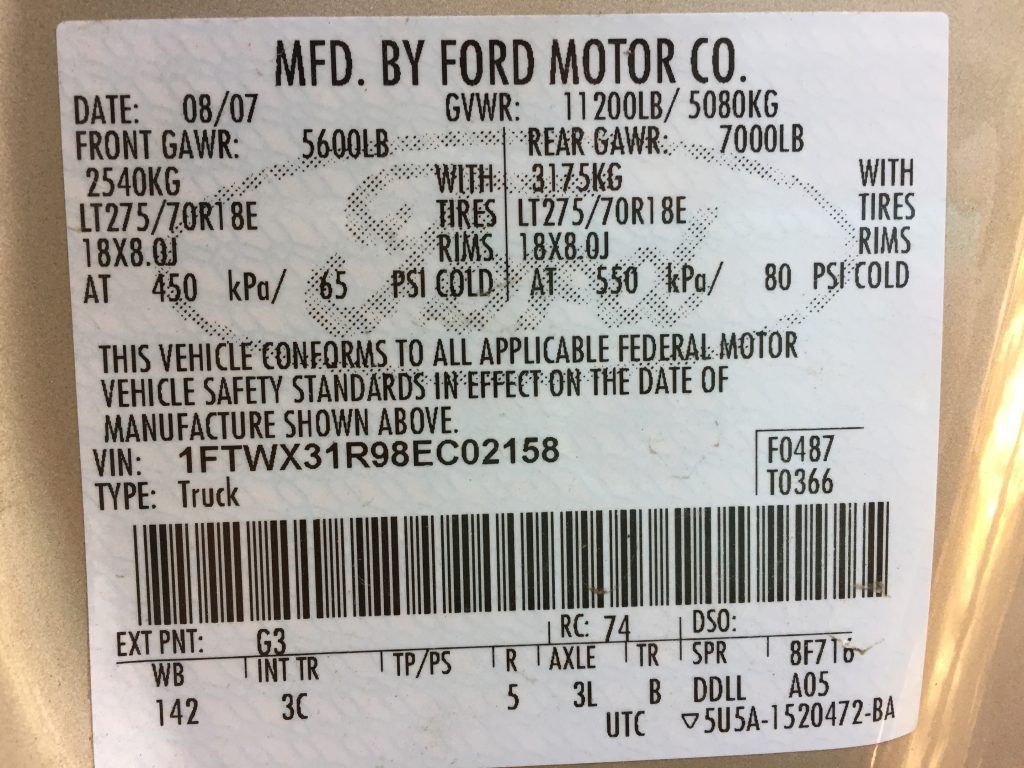 MFD. BY FORD MOTOR CO.
DATE: 08/07 GVWR: 11200LB/ 5080KG
FRONT GAWR: 5600LB REAR GAWR: 7000LB
2540KG WITH 3175KG WITH
LT275/70R18E TIRES LT275/70R18E TIRES
18X8.0J RIMS 18X8.0J RIMS
AT 450 kPa/ 65 PSI COLD AT 550 kPa/ 80 PSI COLD
THIS VEHICLE CONFORMS TO ALL APPLICABLE FEDERAL MOTOR
VEHICLE SAFETY STANDARDS IN EFFECT ON THE DATE OF
MANUFACTURE SHOWN ABOVE.
VIN: 1FTWX31R98EC02158 F0487
TYPE: Truck T0366
EXT PNT: G3 RC: 74 DSO:
WB INT TR TP/PS R AXLE TR SPR 8F716
142 3C 5 3L B DDLL A05
UTC ▽5U5A-1520472-BA